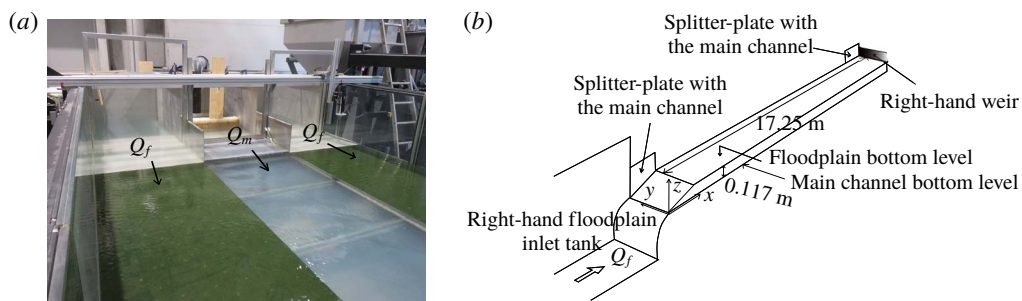 (a)
Q_f
Q_m
Q_f
(b)
Splitter-plate with
the main channel
Splitter-plate with
the main channel
Right-hand weir
17.25 m
Floodplain bottom level
Main channel bottom level
0.117 m
y
z
x
Right-hand floodplain
inlet tank
Q_f